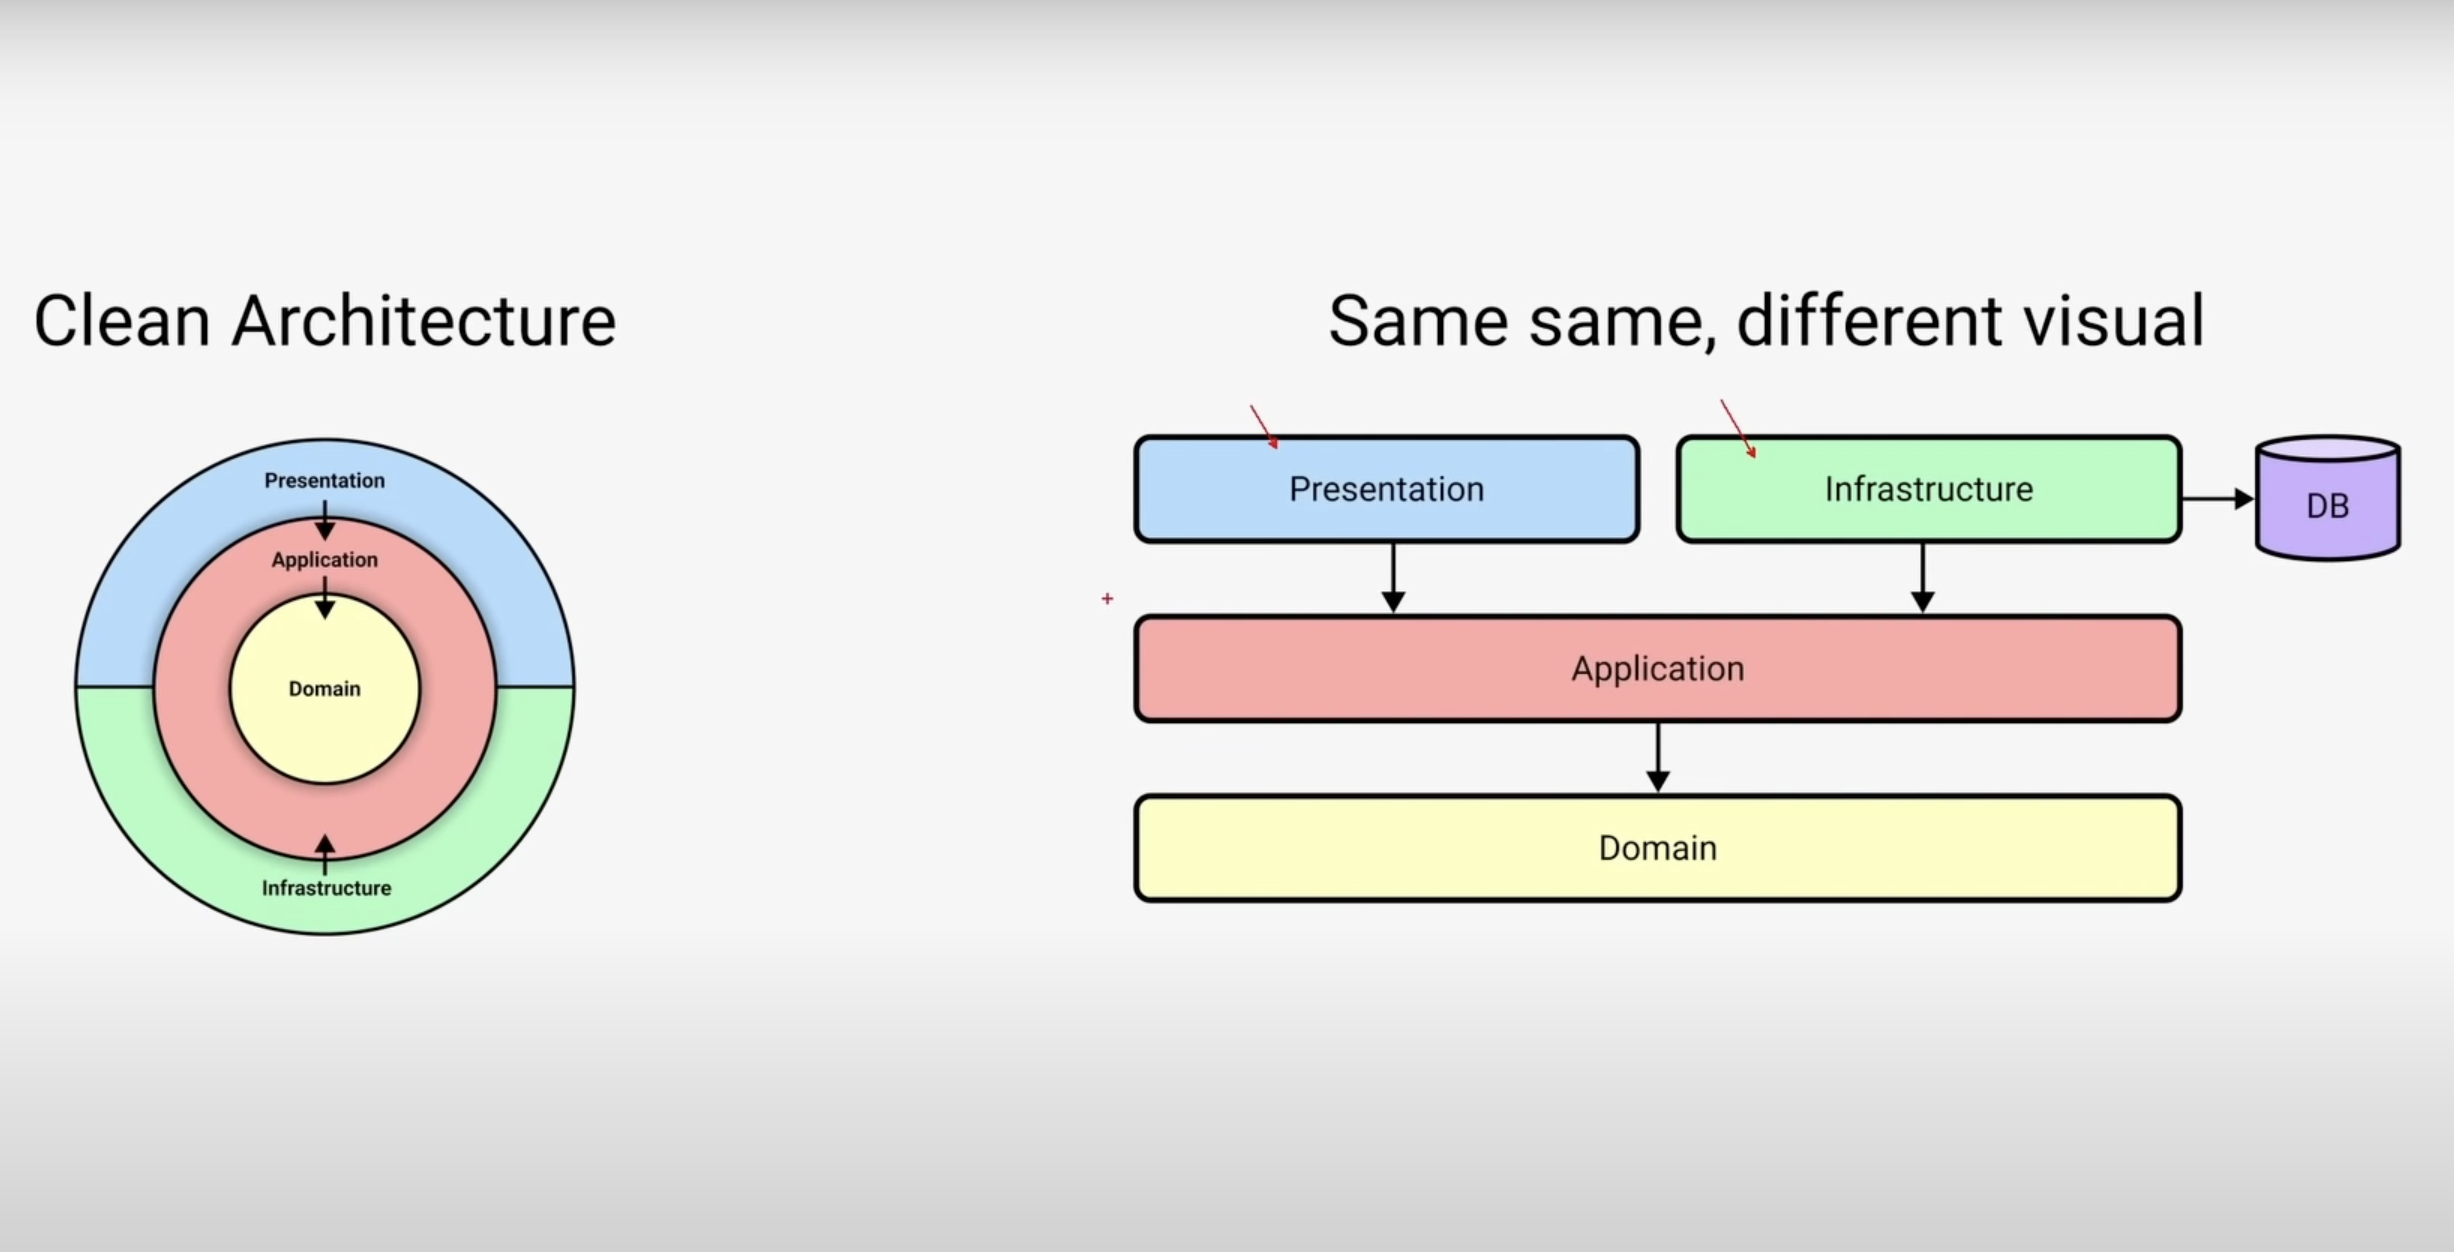 Clean Architecture
Presentation
Application
Domain
Infrastructure
Same same, different visual
Presentation
Infrastructure
DB
Application
Domain